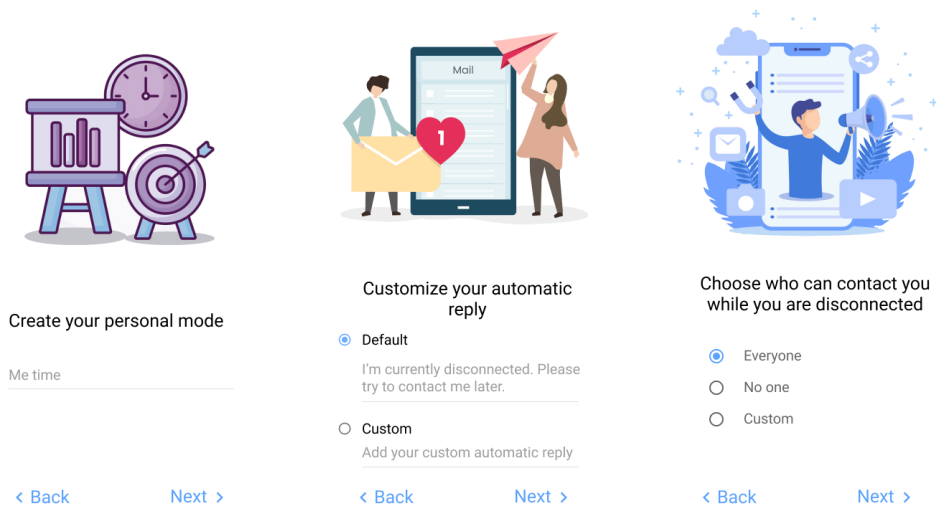 Create your personal mode
Me time
< Back
Next >
Mail
1
Customize your automatic
reply
Default
I'm currently disconnected. Please
try to contact me later.
Custom
Add your custom automatic reply
< Back
Next >
Choose who can contact you
while you are disconnected
Everyone
No one
Custom
< Back
Next >